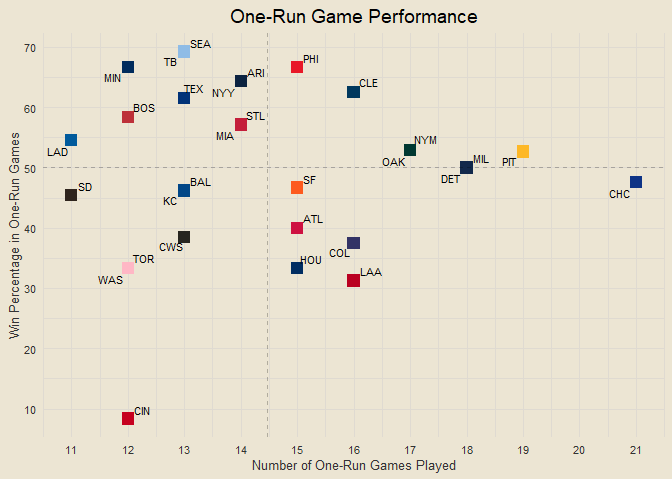 One-Run Game Performance
Win Percentage in One-Run Games
70
60
50
40
30
20
10
SEA
TB
MIN
ARI
NYY
PHI
TEX
CLE
BOS
STL
MIA
LAD
NYM
OAK
MIL
DET
PIT
CHC
SD
BAL
KC
SF
ATL
CWS
COL
TOR
WAS
HOU
LAA
CIN
11 12 13 14 15 16 17 18 19 20 21
Number of One-Run Games Played